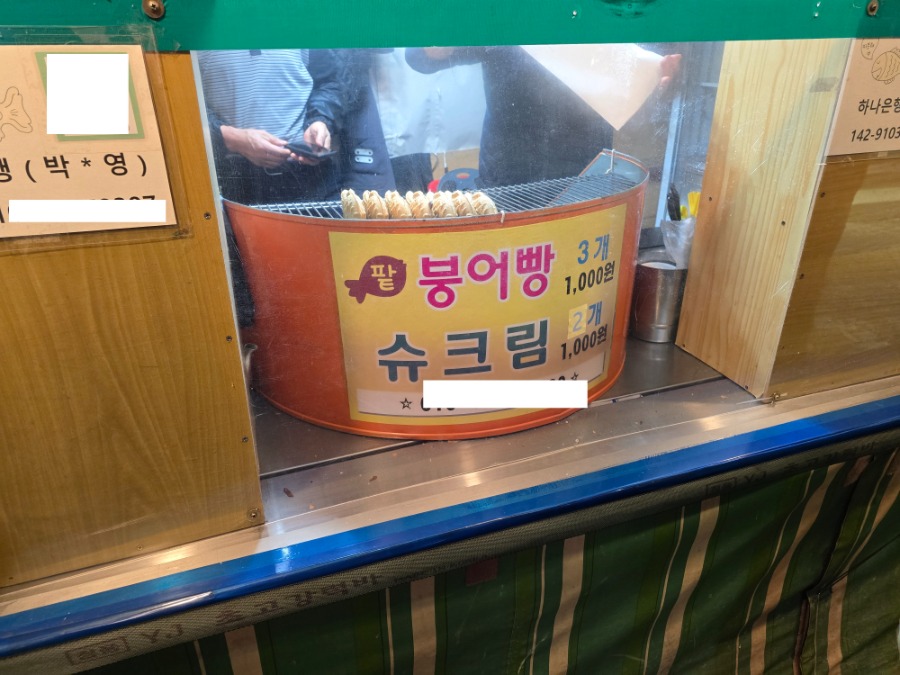 행 ( 박 * 영 )
팥
붕어빵
3개
1,000원
슈크림
2개
1,000원
☆ 010
하나은행
142-9103